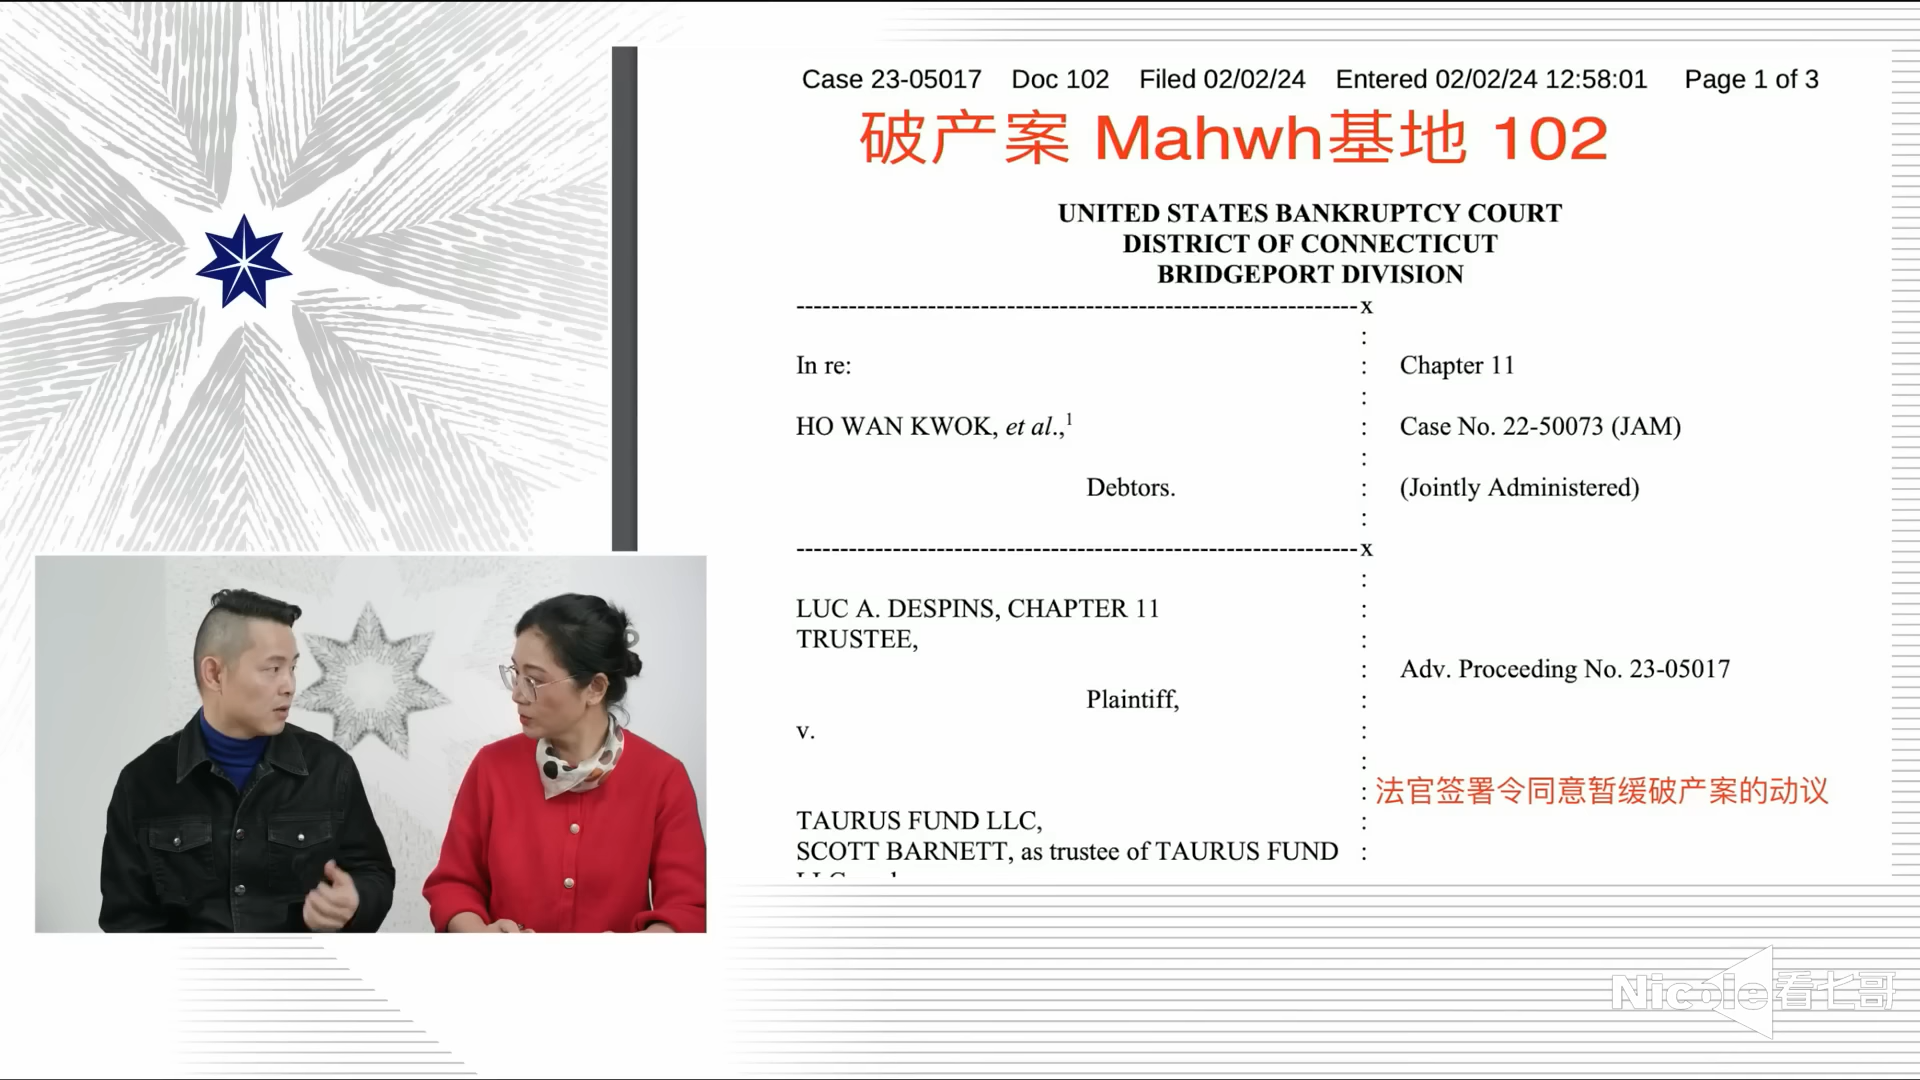 Case 23-05017 Doc 102 Filed 02/02/24 Entered 02/02/24 12:58:01 Page 1 of 3
破产案 Mahwh基地 102
UNITED STATES BANKRUPTCY COURT
DISTRICT OF CONNECTICUT
BRIDGEPORT DIVISION
------------------------------------------------------------------x
:
In re: : Chapter 11
:
HO WAN KWOK, et al.,1 : Case No. 22-50073 (JAM)
:
Debtors. : (Jointly Administered)
:
------------------------------------------------------------------x
:
LUC A. DESPINS, CHAPTER 11 :
TRUSTEE, :
: Adv. Proceeding No. 23-05017
Plaintiff, :
v. :
:
: 法官签署令同意暂缓破产案的动议
TAURUS FUND LLC, :
SCOTT BARNETT, as trustee of TAURUS FUND :
Nicole看七哥